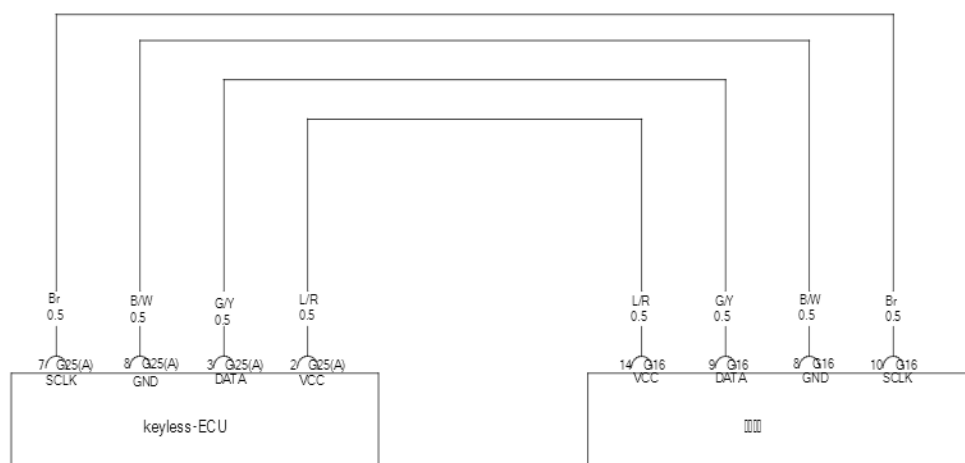 Br B/W G/Y L/R L/R G/Y B/W Br
0.5 0.5 0.5 0.5 0.5 0.5 0.5 0.5
7 G25(A) 8 G25(A) 3 G25(A) 2 G25(A) 14 G16 9 G16 8 G16 10 G16
SCLK GND DATA VCC VCC DATA GND SCLK
keyless-ECU